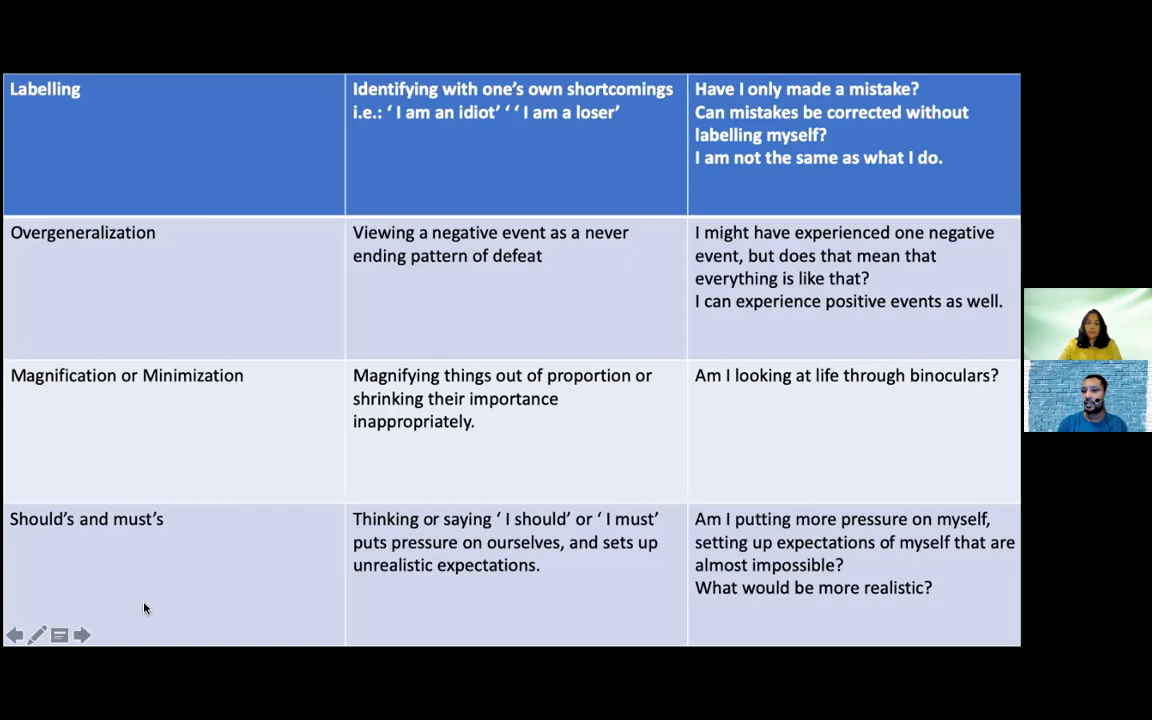 Labelling
Identifying with one's own shortcomings
i.e.: ‘ I am an idiot’ ‘ ‘ I am a loser’
Have I only made a mistake?
Can mistakes be corrected without
labelling myself?
I am not the same as what I do.
Overgeneralization
Viewing a negative event as a never
ending pattern of defeat
I might have experienced one negative
event, but does that mean that
everything is like that?
I can experience positive events as well.
Magnification or Minimization
Magnifying things out of proportion or
shrinking their importance
inappropriately.
Am I looking at life through binoculars?
Should’s and must’s
Thinking or saying ‘ I should’ or ‘ I must’
puts pressure on ourselves, and sets up
unrealistic expectations.
Am I putting more pressure on myself,
setting up expectations of myself that are
almost impossible?
What would be more realistic?